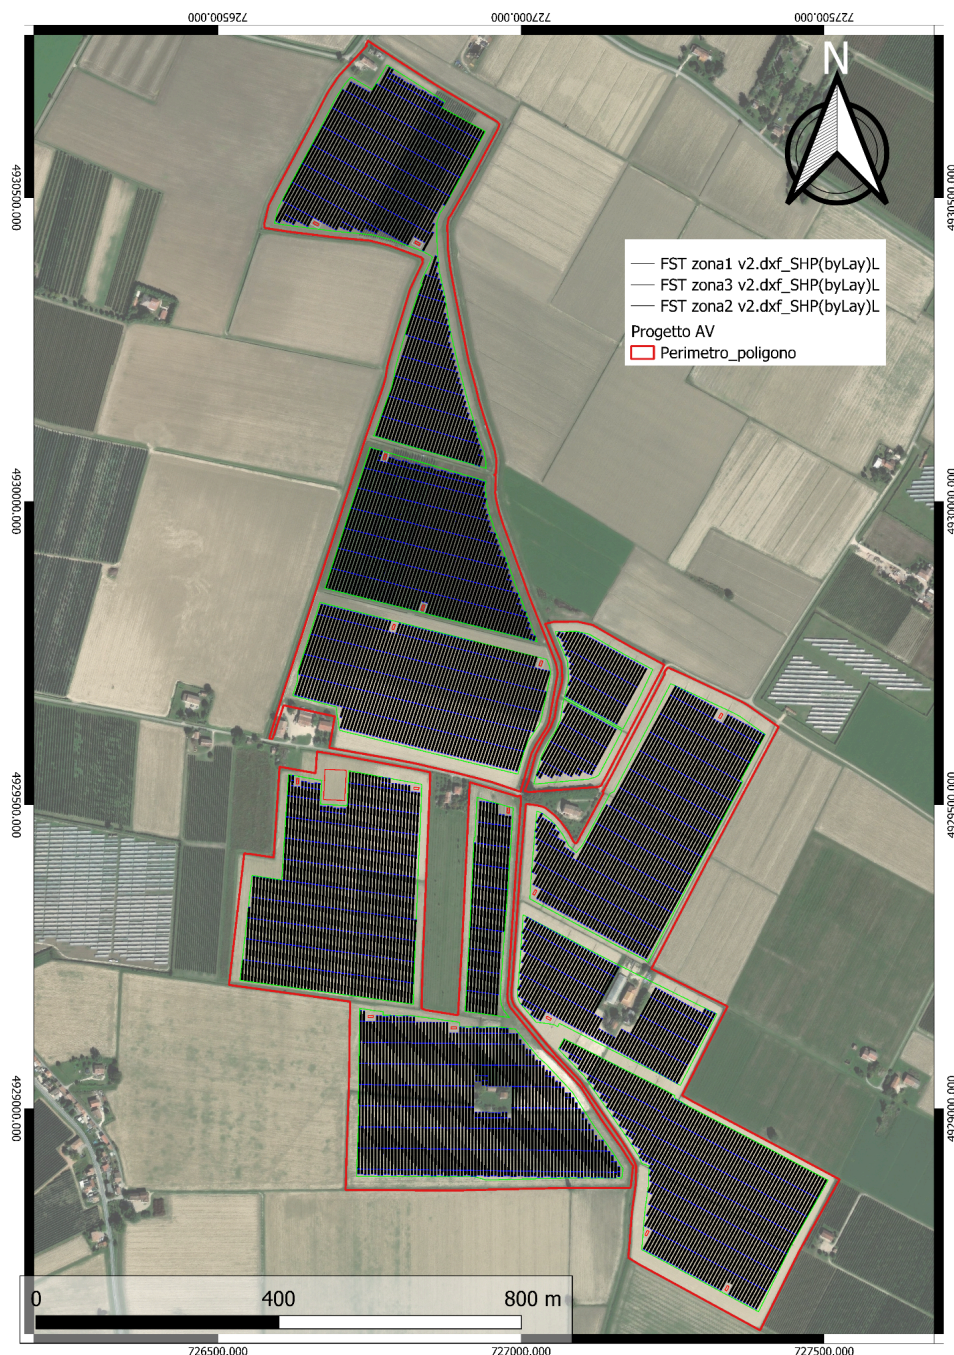 726500.000 727000.000 727500.000
N
4930500.000 4930500.000
FST zona1 v2.dxf_SHP(byLay)L
FST zona3 v2.dxf_SHP(byLay)L
FST zona2 v2.dxf_SHP(byLay)L
Progetto AV
Perimetro_poligono
4930000.000 4930000.000
4929500.000 4929500.000
4929000.000 4929000.000
0 400 800 m
726500.000 727000.000 727500.000